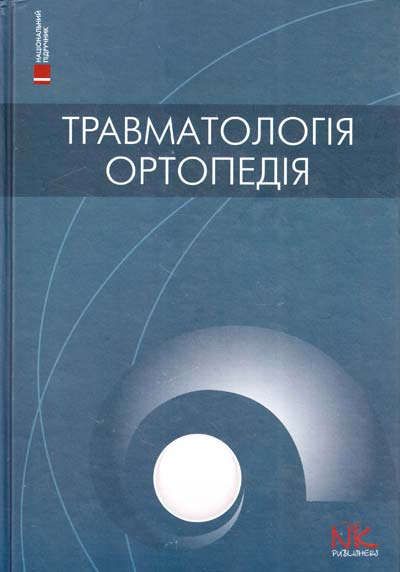 НАЦІОНАЛЬНИЙ
ПІДРУЧНИК
ТРАВМАТОЛОГІЯ
ОРТОПЕДІЯ
NK
PUBLISHERS